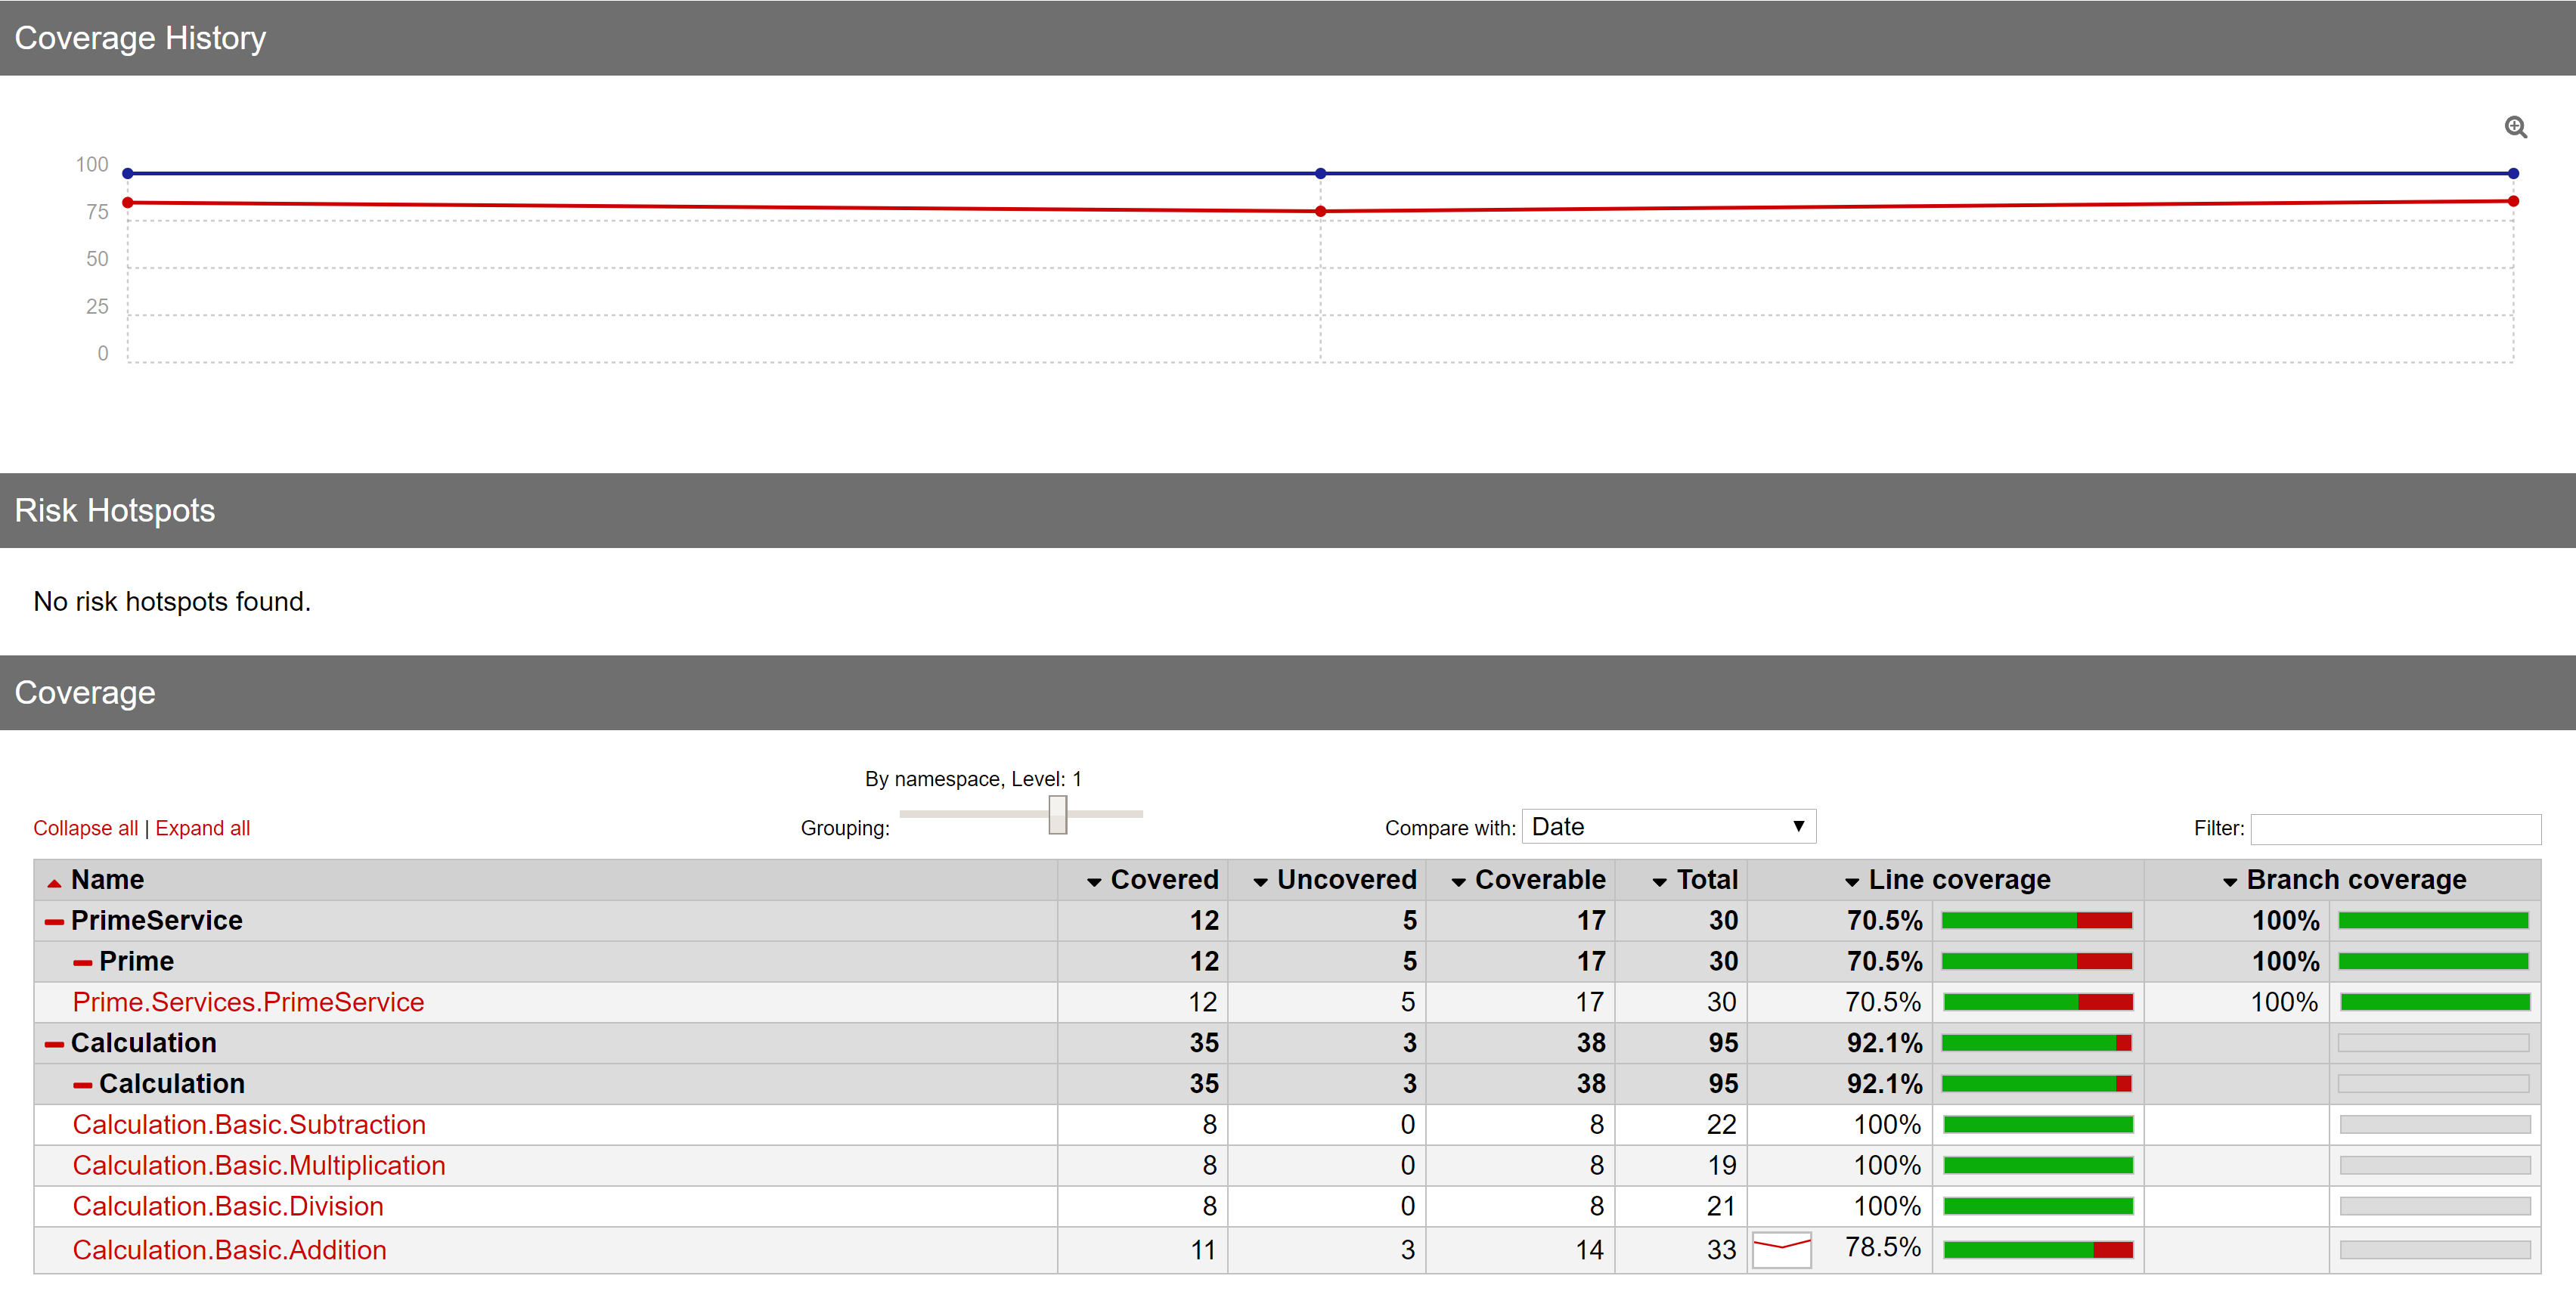 Coverage History
100
75
50
25
0
Risk Hotspots
No risk hotspots found.
Coverage
By namespace, Level: 1
Collapse all | Expand all Grouping: Compare with: Date Filter:
Name Covered Uncovered Coverable Total Line coverage Branch coverage
PrimeService 12 5 17 30 70.5% 100%
Prime 12 5 17 30 70.5% 100%
Prime.Services.PrimeService 12 5 17 30 70.5% 100%
Calculation 35 3 38 95 92.1%
Calculation 35 3 38 95 92.1%
Calculation.Basic.Subtraction 8 0 8 22 100%
Calculation.Basic.Multiplication 8 0 8 19 100%
Calculation.Basic.Division 8 0 8 21 100%
Calculation.Basic.Addition 11 3 14 33 78.5%